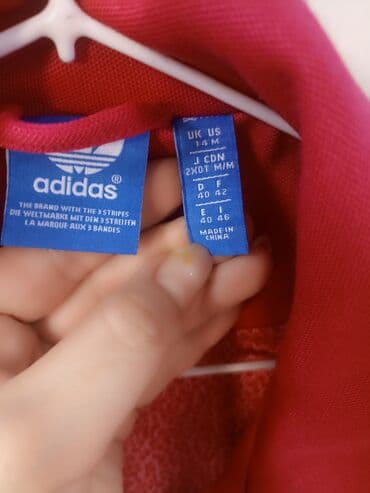 adidas®
THE BRAND WITH THE 3 STRIPES
DIE WELTMARKE MIT DEN 3 STREIFEN
LA MARQUE AUX 3 BANDES
UK US
14 M
J CDN
2XOT M/M
D F
40 42
E I
40 46
MADE IN
CHINA